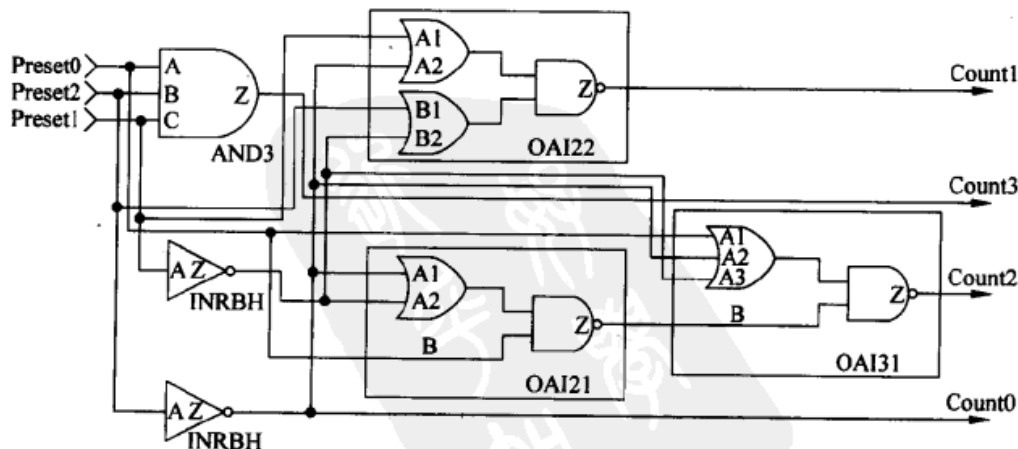 Preset0
Preset2
Preset1
A
B
C
Z
AND3
A1
A2
B1
B2
Z
OAI22
Count1
Count3
A Z
INRBH
A1
A2
B
Z
OAI21
A1
A2
A3
B
Z
OAI31
Count2
A Z
INRBH
Count0